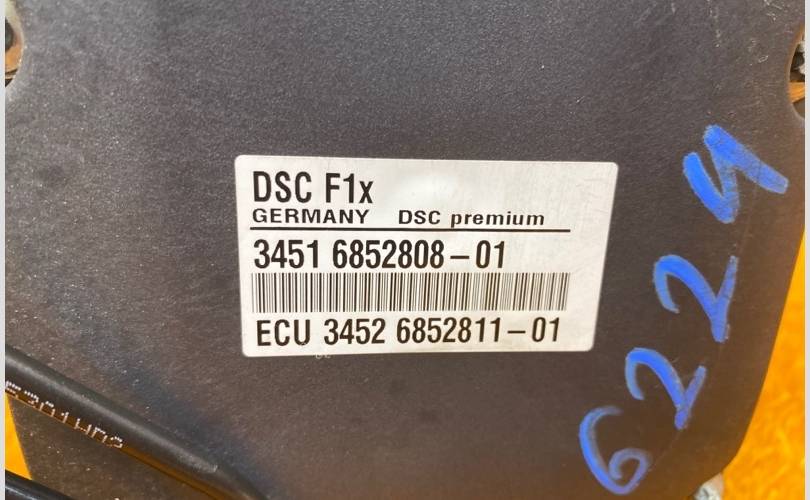 DSC F1x
GERMANY DSC premium
3451 6852808-01
ECU 3452 6852811-01
6224